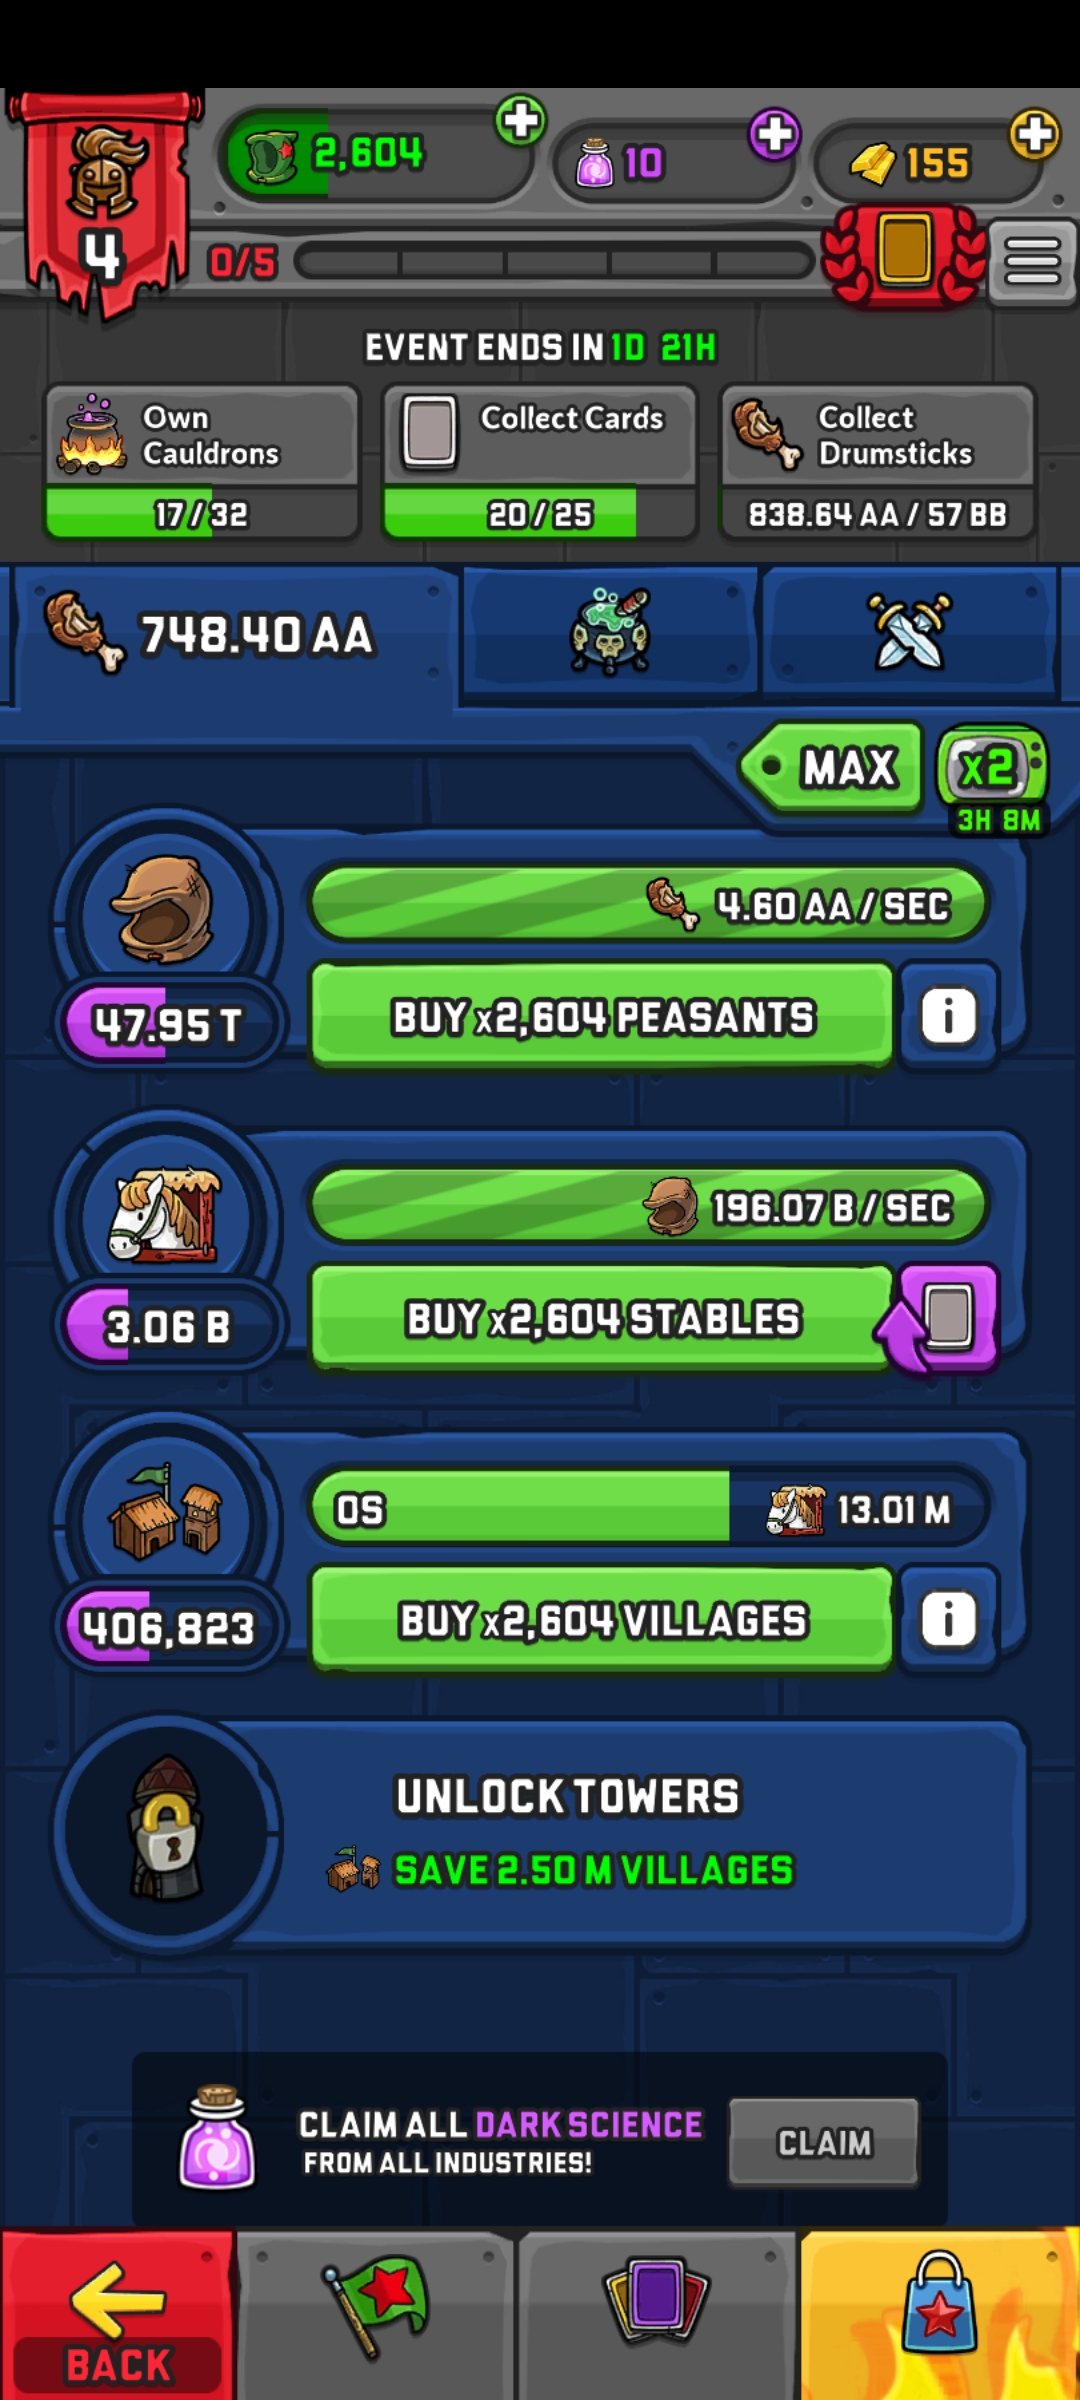 2,604
10
155
4
0/5
EVENT ENDS IN 1D 21H
Own
Cauldrons
17/32
Collect Cards
20/25
Collect
Drumsticks
838.64 AA / 57 BB
748.40 AA
MAX
x2
3H 8M
4.60 AA / SEC
47.95 T
BUY x2,604 PEASANTS
i
196.07 B / SEC
3.06 B
BUY x2,604 STABLES
0S
13.01 M
406,823
BUY x2,604 VILLAGES
i
UNLOCK TOWERS
SAVE 2.50 M VILLAGES
CLAIM ALL DARK SCIENCE
FROM ALL INDUSTRIES!
CLAIM
BACK